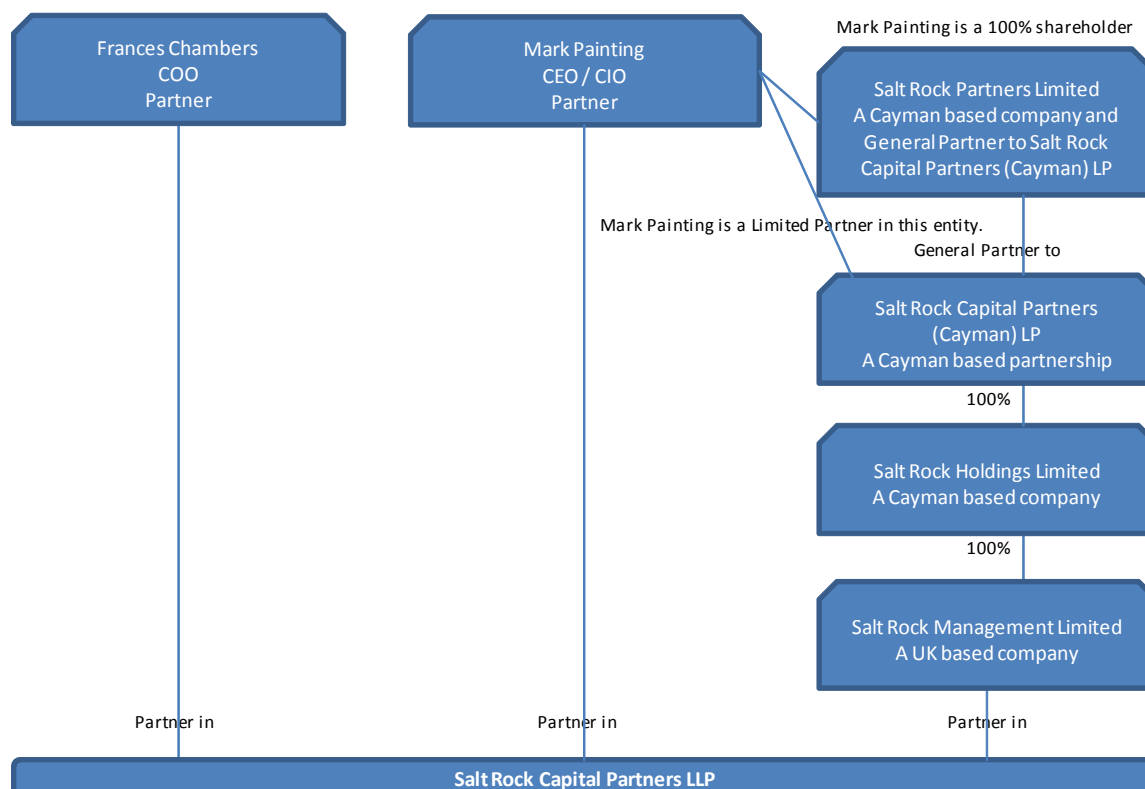 Mark Painting is a 100% shareholder
Frances Chambers
COO
Partner
Mark Painting
CEO / CIO
Partner
Salt Rock Partners Limited
A Cayman based company and
General Partner to Salt Rock
Capital Partners (Cayman) LP
Mark Painting is a Limited Partner in this entity.
General Partner to
Salt Rock Capital Partners
(Cayman) LP
A Cayman based partnership
100%
Salt Rock Holdings Limited
A Cayman based company
100%
Salt Rock Management Limited
A UK based company
Partner in
Partner in
Partner in
Salt Rock Capital Partners LLP